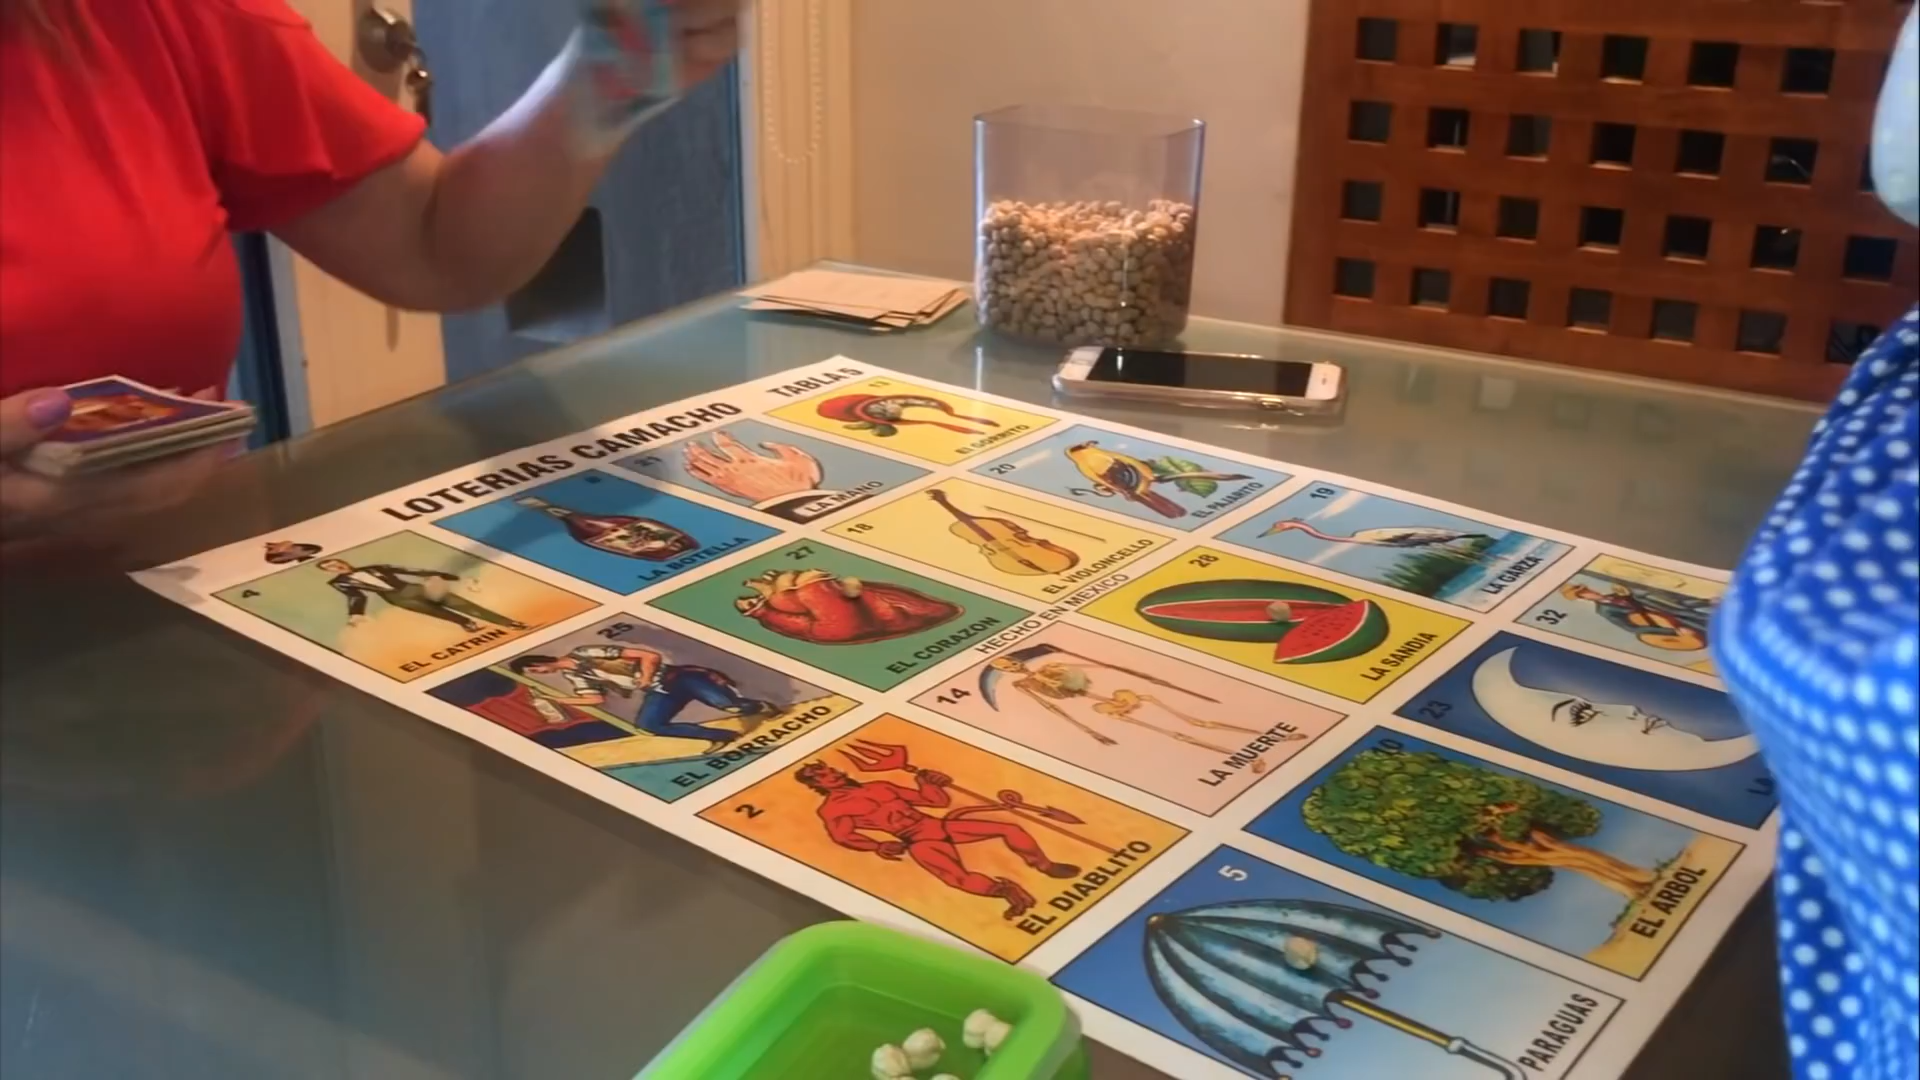 LOTERIAS CAMACHO
TABLA 5
4
EL CATRIN
LA BOTELLA
21
LA MANO
13
EL GORRITO
25
EL BORRACHO
27
EL CORAZON
18
EL VIOLONCELLO
20
EL PAJARITO
HECHO EN MEXICO
2
EL DIABLITO
14
LA MUERTE
28
LA SANDIA
19
LA GARZA
5
PARAGUAS
10
EL ARBOL
23
32